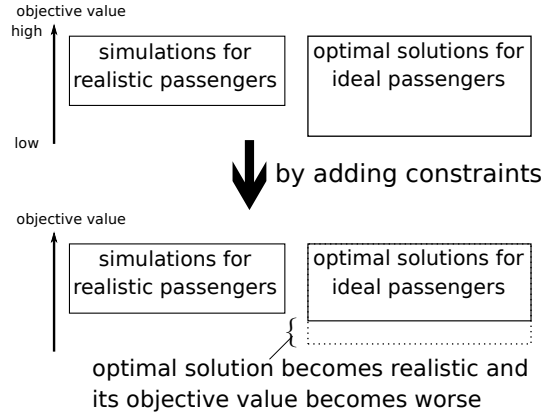 objective value
high
simulations for
realistic passengers
optimal solutions for
ideal passengers
low
by adding constraints
objective value
simulations for
realistic passengers
optimal solutions for
ideal passengers
optimal solution becomes realistic and
its objective value becomes worse